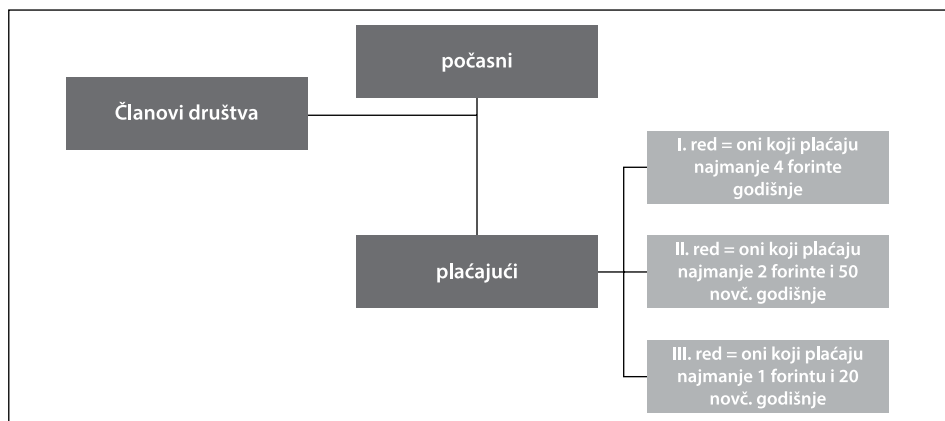 počasni
Članovi društva
I. red = oni koji plaćaju
najmanje 4 forinte
godišnje
plaćajući
II. red = oni koji plaćaju
najmanje 2 forinte i 50
novč. godišnje
III. red = oni koji plaćaju
najmanje 1 forintu i 20
novč. godišnje